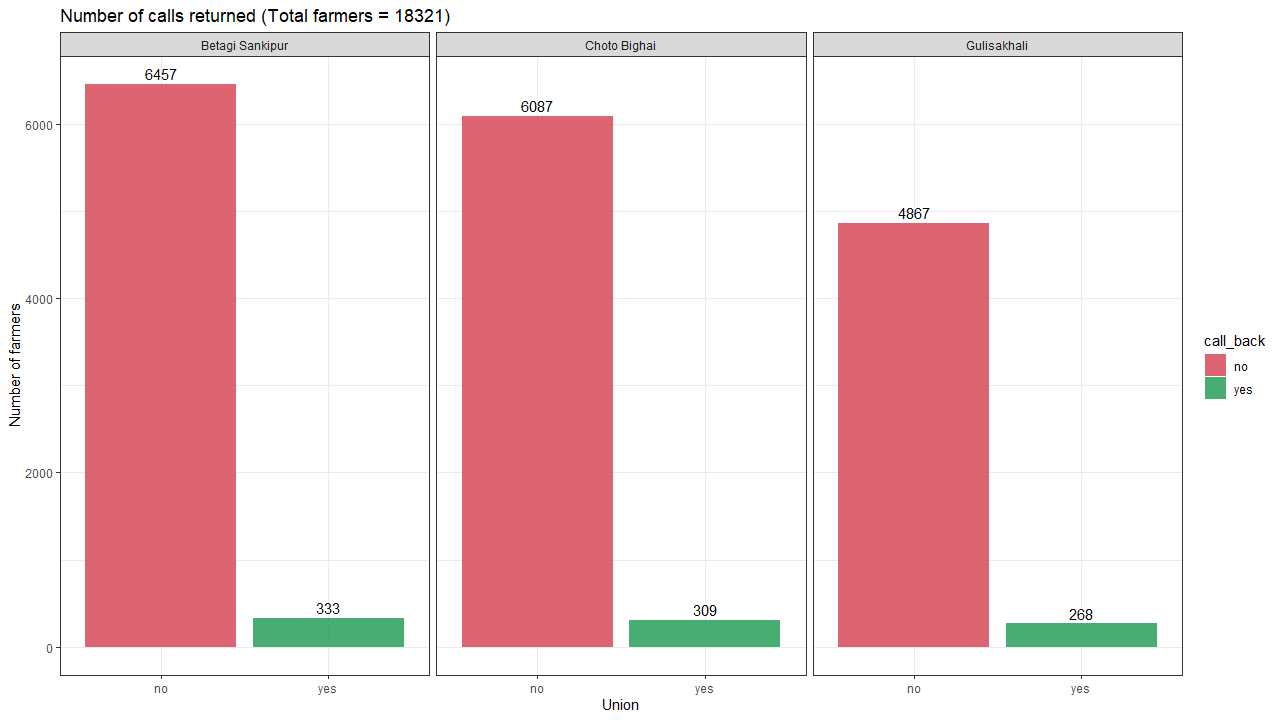 Number of calls returned (Total farmers = 18321)
Betagi Sankipur
Choto Bighai
Gulisakhali
6457
333
6087
309
4867
268
6000
4000
2000
0
Number of farmers
no
yes
no
yes
no
yes
Union
call_back
no
yes